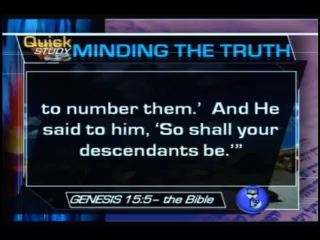 Quick
STUDY
MINDING THE TRUTH
to number them.’  And He
said to him, ‘So shall your
descendants be.’”
GENESIS 15:5– the Bible